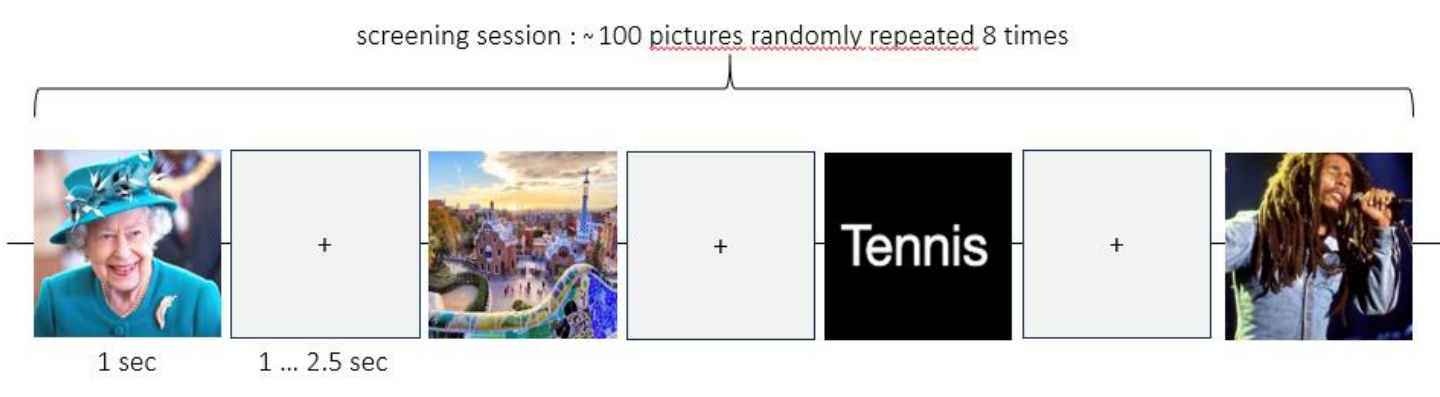 screening session : ~100 pictures randomly repeated 8 times
+
+
Tennis
+
1 sec
1 ... 2.5 sec